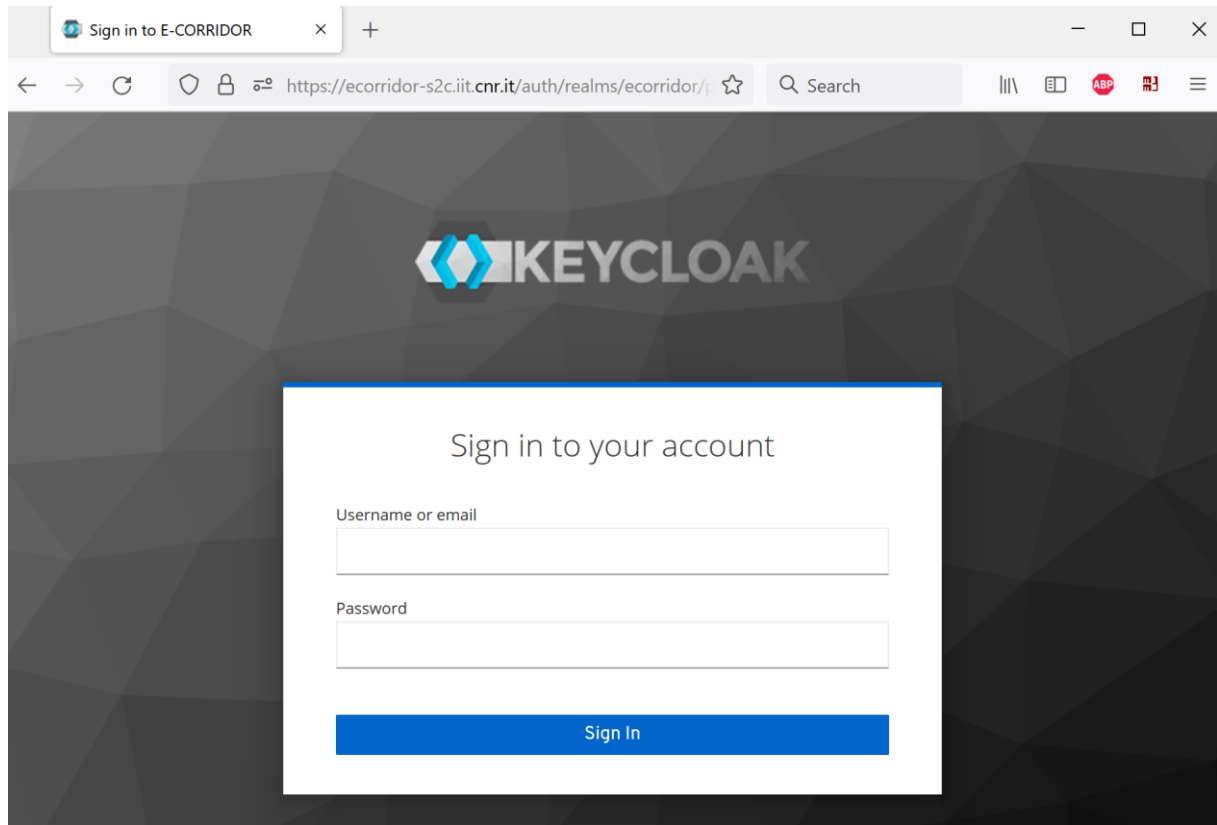 Sign in to E-CORRIDOR
https://ecorridor-s2c.iit.cnr.it/auth/realms/ecorridor/
Search
ABP
KEYCLOAK
Sign in to your account
Username or email
Password
Sign In